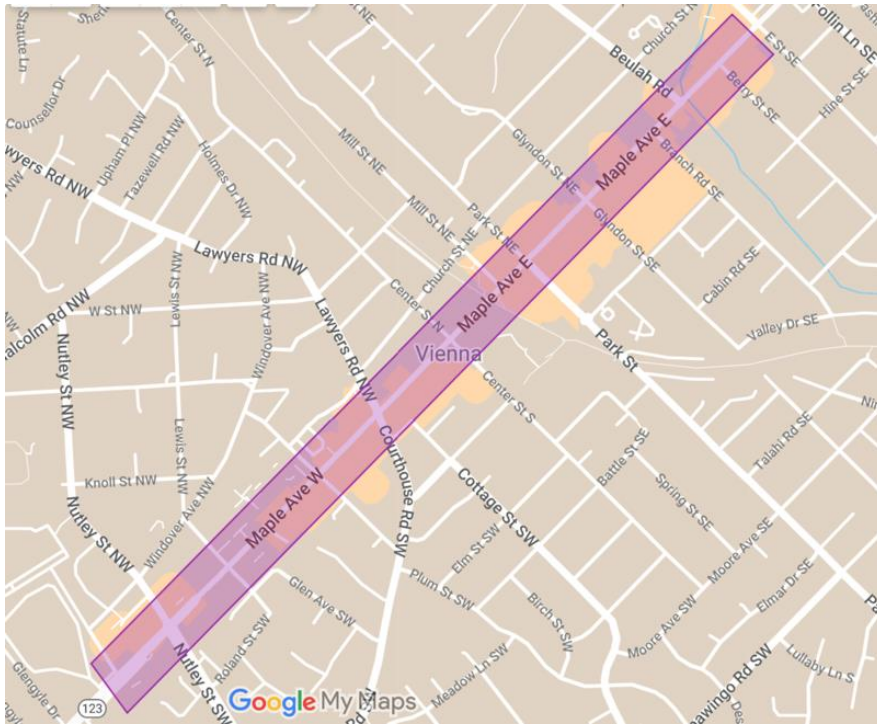 Statute Ln
Center St N
Church St NE
Collin Ln SE
E St SE
Beulah Rd
Berry St SE
Hine St SE
Counsellor Dr
Upham Pl NW
Tazewell Rd NW
Holmes Dr NW
Mill St NE
Glyndon St NE
Maple Ave E
Branch Rd SE
Lawyers Rd NW
Mill St NE
Park St NE
Glyndon St SE
Church St NE
Cabin Rd SE
Lawyers Rd NW
Lewis St NW
Windover Ave NW
Center St N
Maple Ave E
Malcolm Rd NW
W St NW
Lawyers Rd NW
Valley Dr SE
Park St
Vienna
Nutley St NW
Center St S
Lewis St NW
Courthouse Rd SW
Battle St SE
Talahi Rd SE
Knoll St NW
Maple Ave W
Cottage St SW
Spring St SE
Windover Ave NW
Nutley St NW
Elm St SW
Moore Ave SE
Glen Ave SW
Plum St SW
Birch St SW
Elmar Dr SE
Roland St SW
Moore Ave SW
Nutley St SW
Meadow Ln SW
Lullaby Ln S
Glengyle Dr
123
Google My Maps